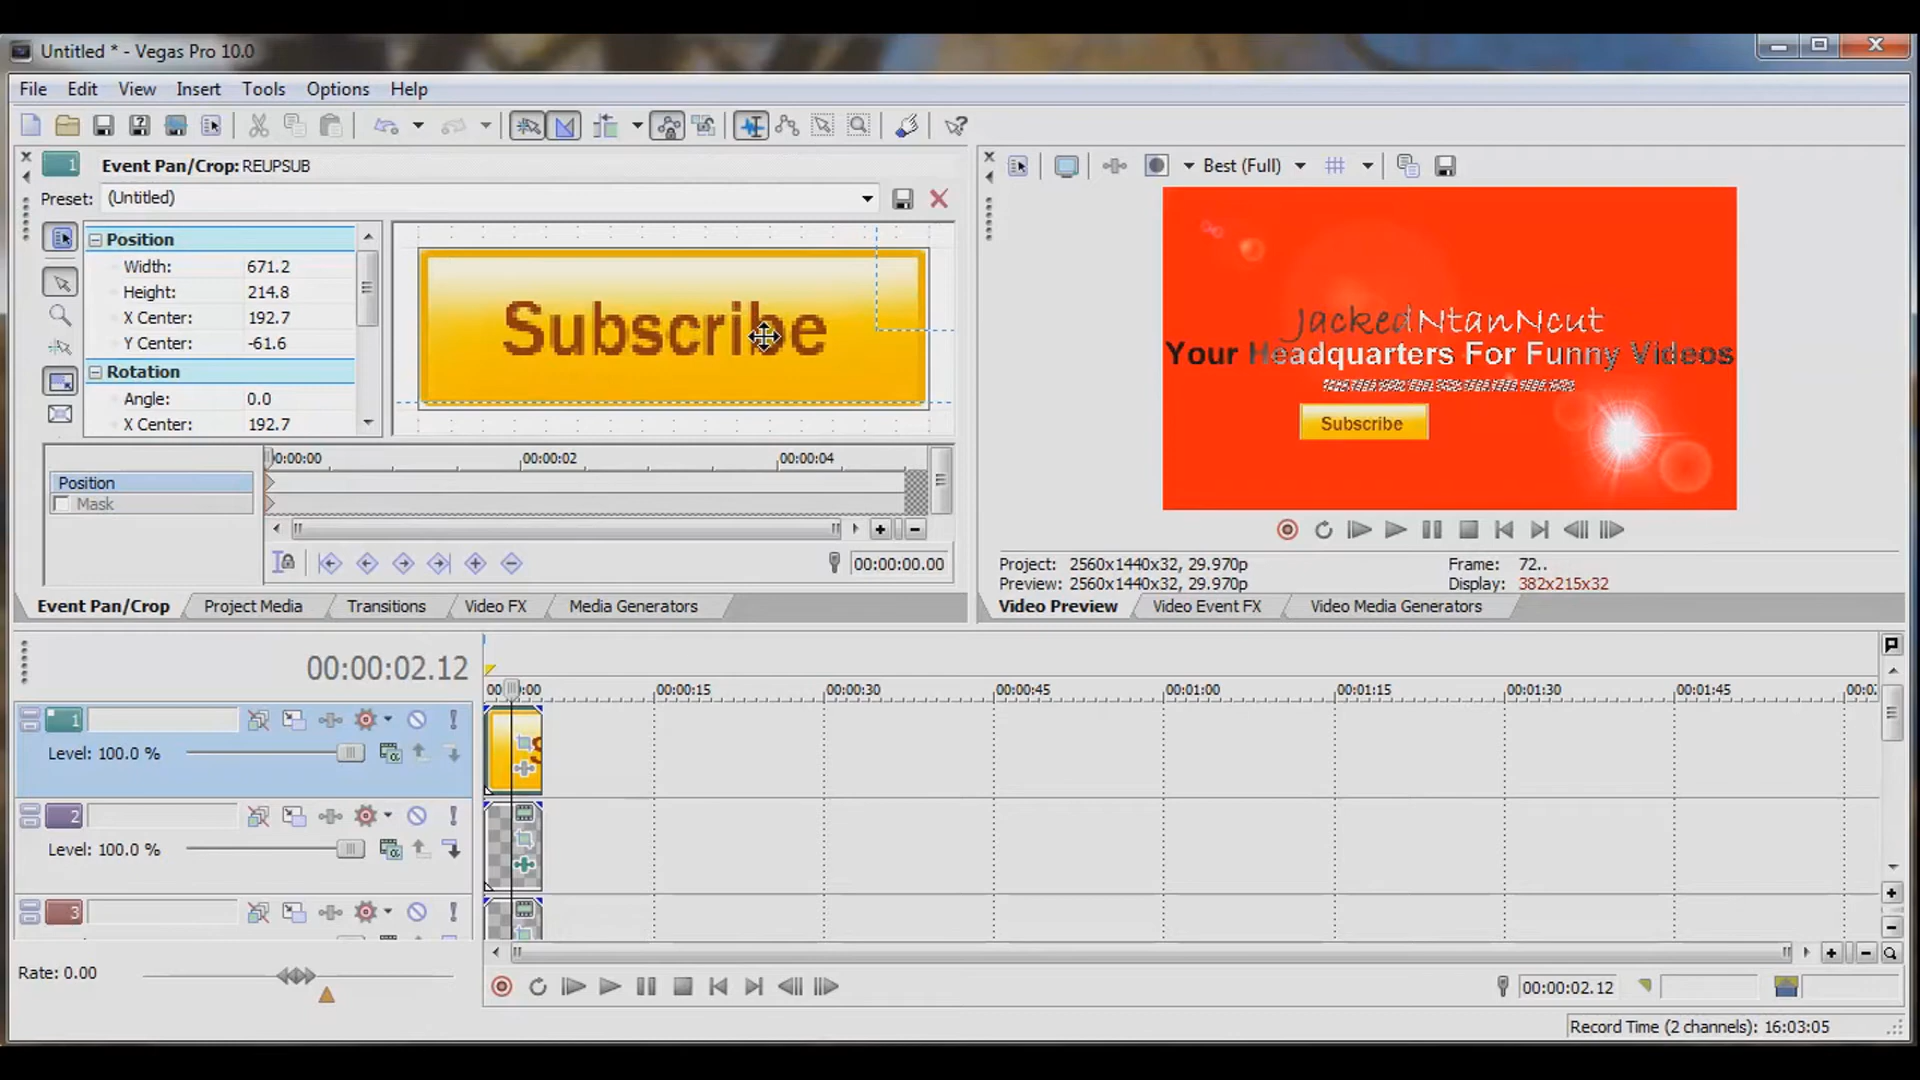 Untitled * - Vegas Pro 10.0
File Edit View Insert Tools Options Help
1 Event Pan/Crop: REUPSUB
Preset: (Untitled)
Position
Width: 671.2
Height: 214.8
X Center: 192.7
Y Center: -61.6
Rotation
Angle: 0.0
X Center: 192.7
Subscribe
Position
Mask
0:00:00 00:00:02 00:00:04
00:00:00.00
Event Pan/Crop Project Media Transitions Video FX Media Generators
Best (Full)
JackedNtanNcut
Your Headquarters For Funny Videos
Subscribe
Project: 2560x1440x32, 29.970p
Preview: 2560x1440x32, 29.970p
Frame: 72..
Display: 382x215x32
Video Preview Video Event FX Video Media Generators
00:00:02.12
00:00:15 00:00:30 00:00:45 00:01:00 00:01:15 00:01:30 00:01:45
1
Level: 100.0 %
2
Level: 100.0 %
3
Rate: 0.00
00:00:02.12
Record Time (2 channels): 16:03:05